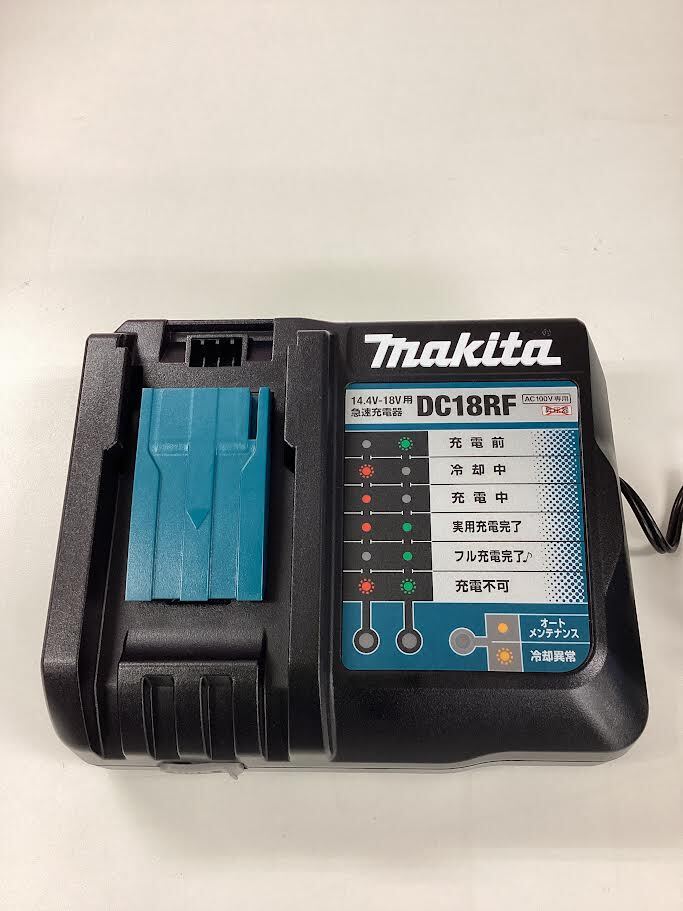 makita
14.4V-18V用
急速充電器
DC18RF
AC100V専用
充電前
冷却中
充電中
実用充電完了
フル充電完了♪
充電不可
オート
メンテナンス
冷却異常